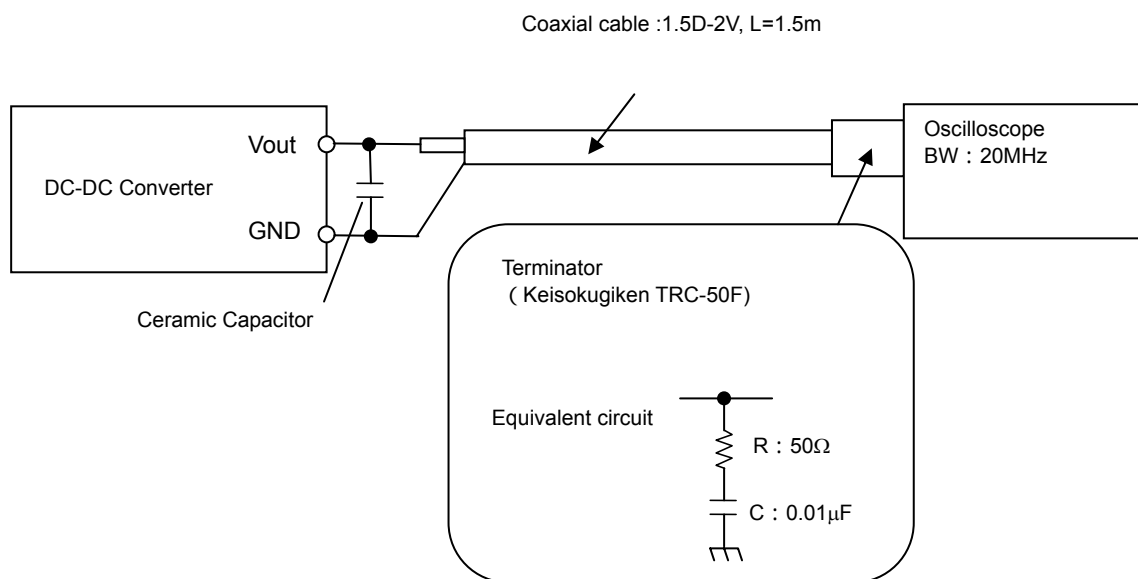 Coaxial cable :1.5D-2V, L=1.5m
Vout
DC-DC Converter
GND
Oscilloscope
BW：20MHz
Ceramic Capacitor
Terminator
（ Keisokugiken TRC-50F)
Equivalent circuit
R：50Ω
C：0.01μF